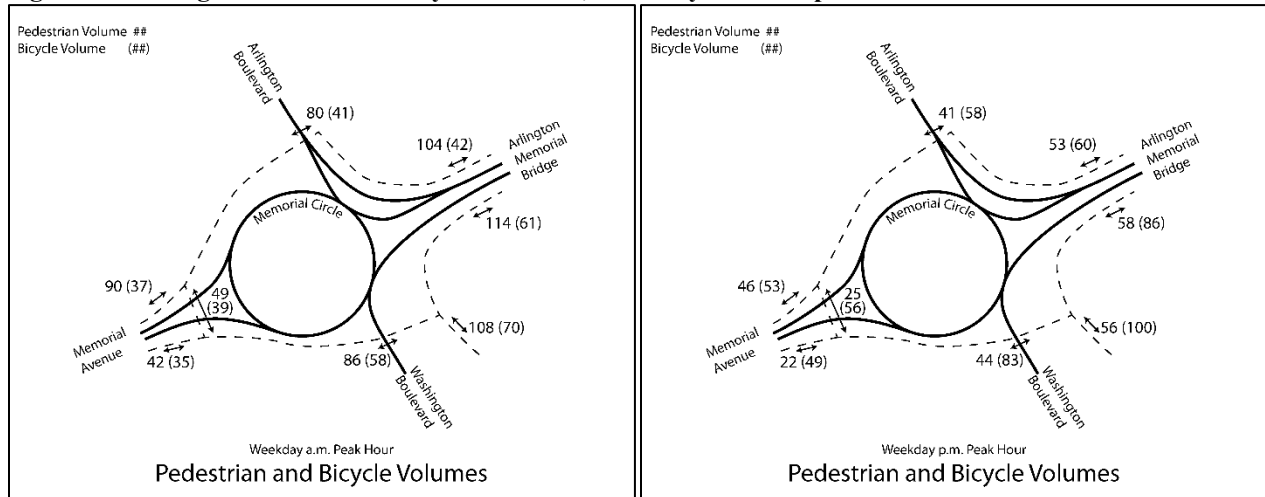 Pedestrian Volume ##
Bicycle Volume (##)
Arlington
Boulevard
80 (41)
104 (42)
Arlington
Memorial
Bridge
Memorial Circle
114 (61)
90 (37)
49
(39)
108 (70)
Memorial
Avenue
42 (35)
86 (58)
Washington
Boulevard
Weekday a.m. Peak Hour
Pedestrian and Bicycle Volumes
Pedestrian Volume ##
Bicycle Volume (##)
Arlington
Boulevard
41 (58)
53 (60)
Arlington
Memorial
Bridge
Memorial Circle
58 (86)
46 (53)
25
(56)
56 (100)
Memorial
Avenue
22 (49)
44 (83)
Washington
Boulevard
Weekday p.m. Peak Hour
Pedestrian and Bicycle Volumes